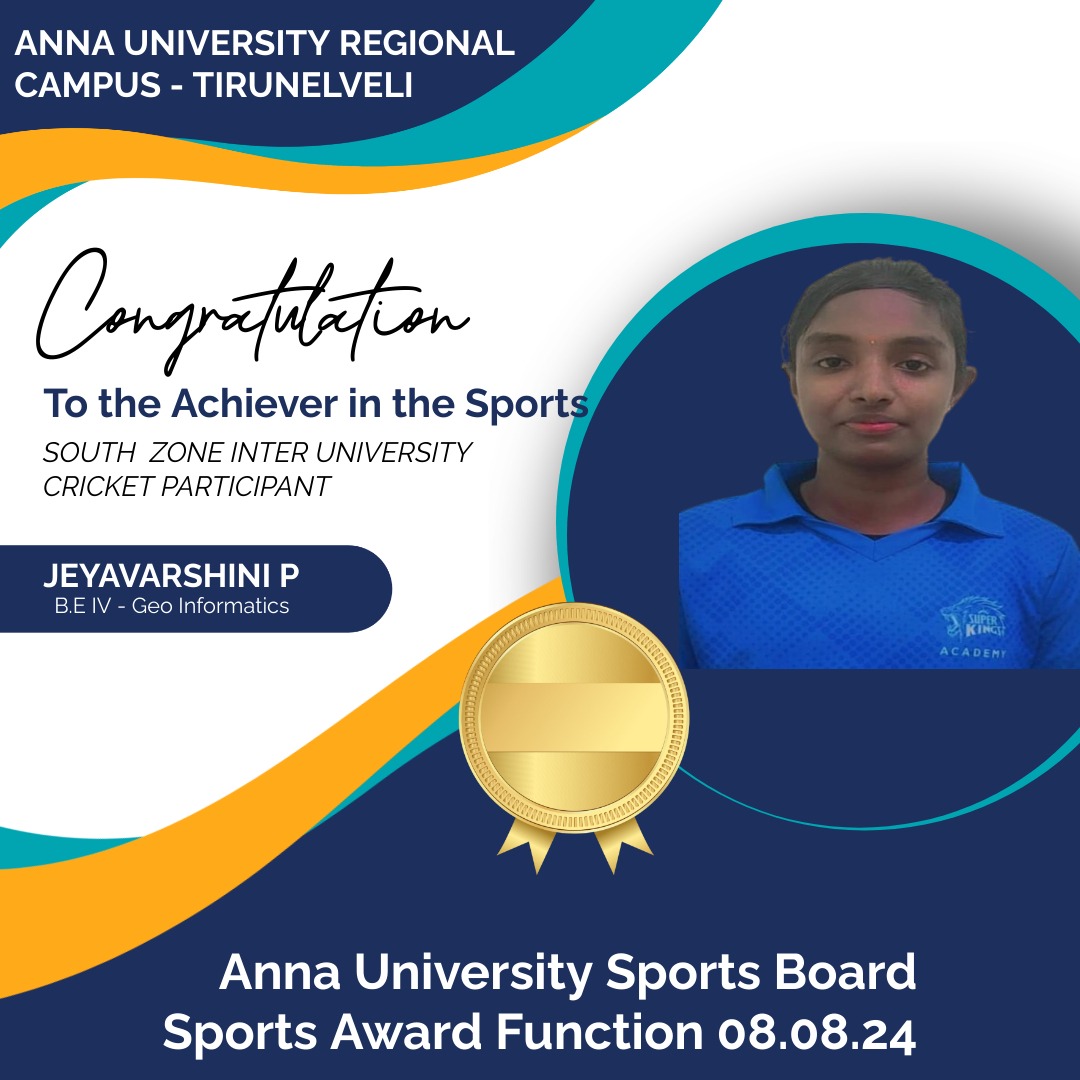 ANNA UNIVERSITY REGIONAL
CAMPUS - TIRUNELVELI
Congratulation
To the Achiever in the Sports
SOUTH ZONE INTER UNIVERSITY
CRICKET PARTICIPANT
JEYAVARSHINI P
B.E IV - Geo Informatics
SUPER
KINGS
ACADEMY
Anna University Sports Board
Sports Award Function 08.08.24